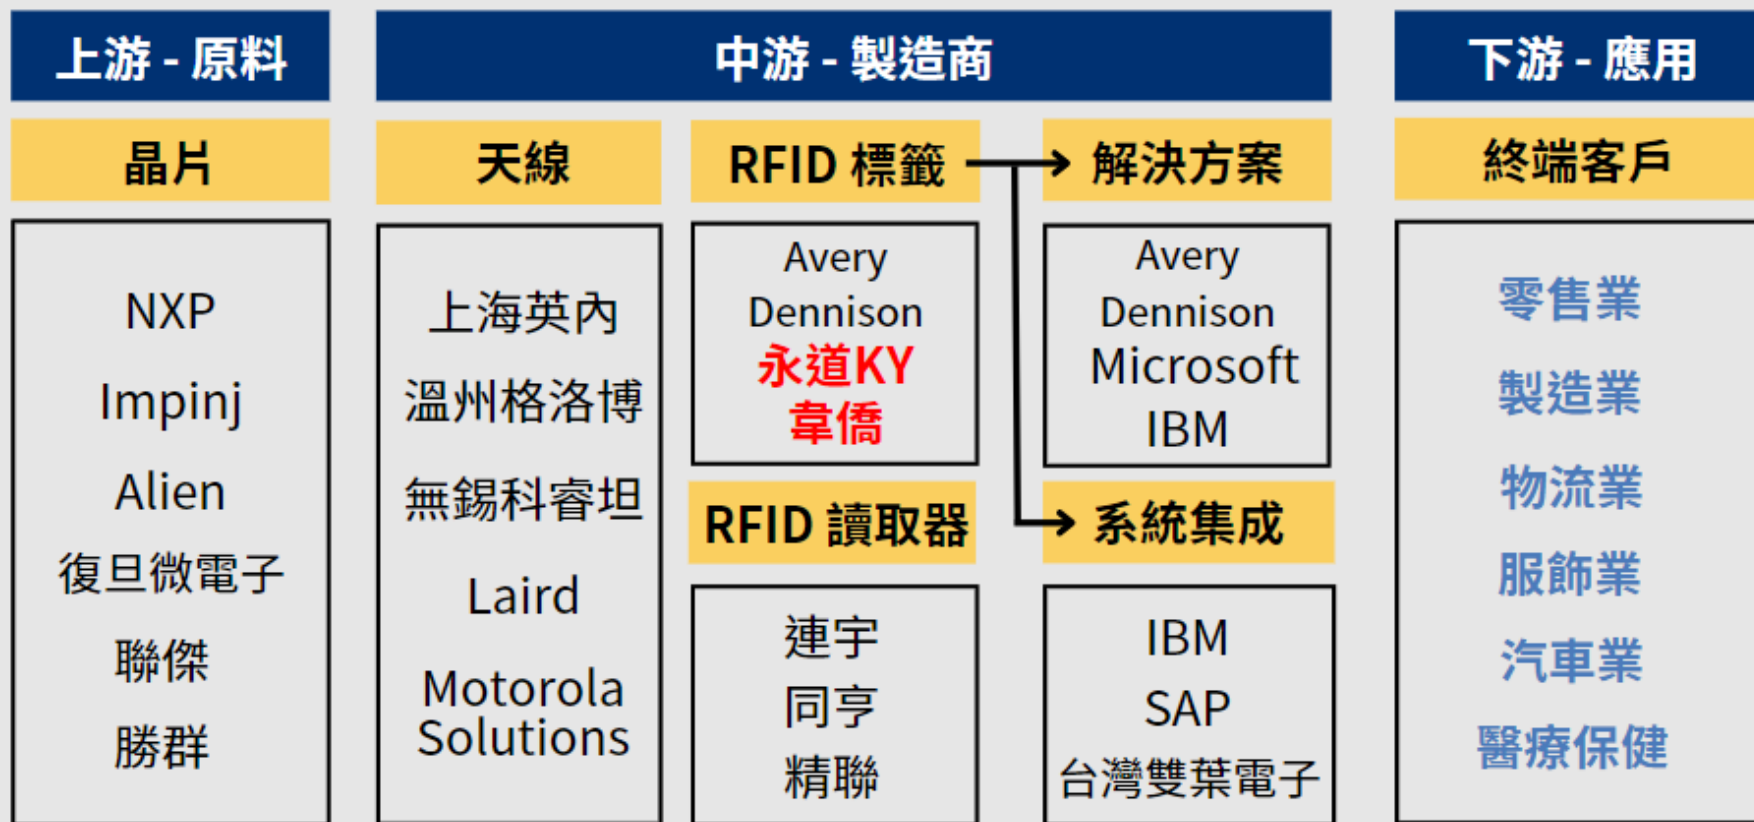 上游 - 原料
中游 - 製造商
下游 - 應用
晶片
NXP
Impinj
Alien
復旦微電子
聯傑
勝群
天線
上海英內
溫州格洛博
無錫科睿坦
Laird
Motorola
Solutions
RFID 標籤
Avery
Dennison
永道KY
韋僑
RFID 讀取器
連宇
同亨
精聯
解決方案
Avery
Dennison
Microsoft
IBM
系統集成
IBM
SAP
台灣雙葉電子
終端客戶
零售業
製造業
物流業
服飾業
汽車業
醫療保健